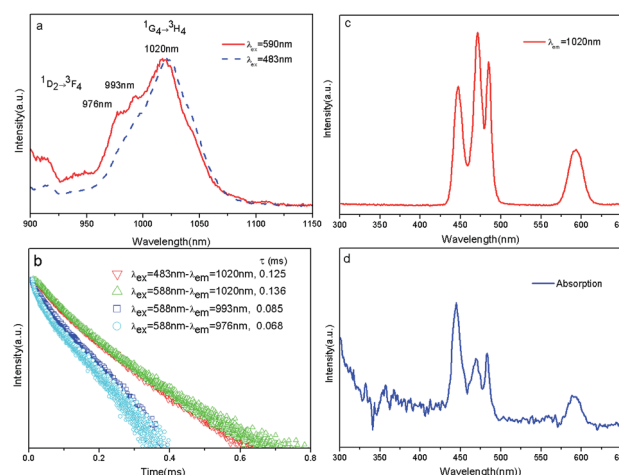 a
¹G₄→³H₄
1020nm
λex=590nm
λex=483nm
¹D₂→³F₄
993nm
976nm
Intensity(a.u.)
900 950 1000 1050 1100 1150
Wavelength(nm)
c
λem=1020nm
Intensity(a.u.)
300 350 400 450 500 550 600 650
Wavelength(nm)
b
τ (ms)
λex=483nm-λem=1020nm, 0.125
λex=588nm-λem=1020nm, 0.136
λex=588nm-λem=993nm, 0.085
λex=588nm-λem=976nm, 0.068
Intensity(a.u.)
0.0 0.2 0.4 0.6 0.8
Time(ms)
d
Absorption
Intensity(a.u.)
300 350 400 450 500 550 600 650
Wavelength(nm)